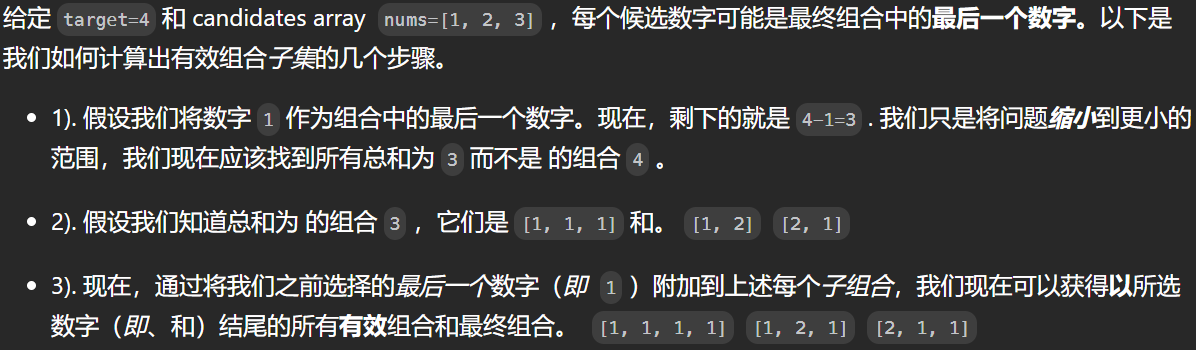 给定 target=4 和 candidates array nums=[1, 2, 3] ，每个候选数字可能是最终组合中的最后一个数字。以下是
我们如何计算出有效组合子集的几个步骤。
• 1). 假设我们将数字 1 作为组合中的最后一个数字。现在，剩下的就是 4-1=3 . 我们只是将问题缩小到更小的
范围，我们现在应该找到所有总和为 3 而不是 的组合 4 。
• 2). 假设我们知道总和为 的组合 3 ，它们是 [1, 1, 1] 和。 [1, 2] [2, 1]
• 3). 现在，通过将我们之前选择的最后一个数字（即 1 ）附加到上述每个子组合，我们现在可以获得以所选
数字（即、和）结尾的所有有效组合和最终组合。 [1, 1, 1, 1] [1, 2, 1] [2, 1, 1]